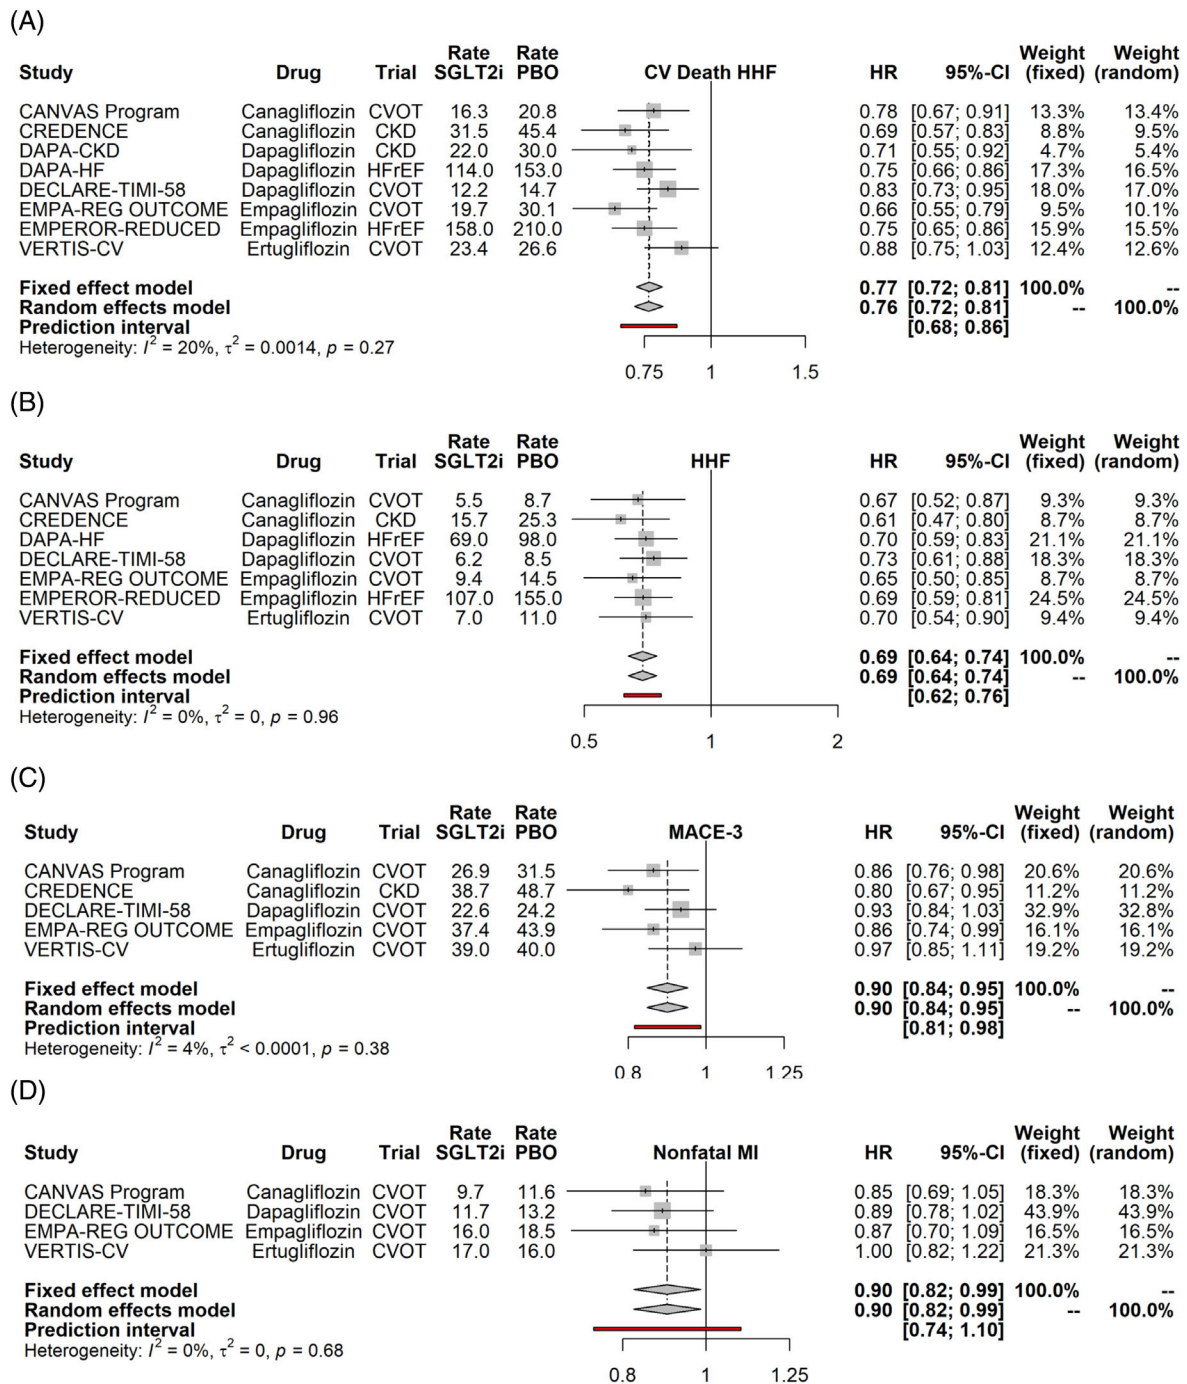 (A)
Rate Rate Weight Weight
Study Drug Trial SGLT2i PBO CV Death HHF HR 95%-CI (fixed) (random)
CANVAS Program Canagliflozin CVOT 16.3 20.8 0.78 [0.67; 0.91] 13.3% 13.4%
CREDENCE Canagliflozin CKD 31.5 45.4 0.69 [0.57; 0.83] 8.8% 9.5%
DAPA-CKD Dapagliflozin CKD 22.0 30.0 0.71 [0.55; 0.92] 4.7% 5.4%
DAPA-HF Dapagliflozin HFrEF 114.0 153.0 0.75 [0.66; 0.86] 17.3% 16.5%
DECLARE-TIMI-58 Dapagliflozin CVOT 12.2 14.7 0.83 [0.73; 0.95] 18.0% 17.0%
EMPA-REG OUTCOME Empagliflozin CVOT 19.7 30.1 0.66 [0.55; 0.79] 9.5% 10.1%
EMPEROR-REDUCED Empagliflozin HFrEF 158.0 210.0 0.75 [0.65; 0.86] 15.9% 15.5%
VERTIS-CV Ertugliflozin CVOT 23.4 26.6 0.88 [0.75; 1.03] 12.4% 12.6%
Fixed effect model 0.77 [0.72; 0.81] 100.0% --
Random effects model 0.76 [0.72; 0.81] -- 100.0%
Prediction interval [0.68; 0.86]
Heterogeneity: I² = 20%, τ² = 0.0014, p = 0.27
0.75 1 1.5
(B)
Rate Rate Weight Weight
Study Drug Trial SGLT2i PBO HHF HR 95%-CI (fixed) (random)
CANVAS Program Canagliflozin CVOT 5.5 8.7 0.67 [0.52; 0.87] 9.3% 9.3%
CREDENCE Canagliflozin CKD 15.7 25.3 0.61 [0.47; 0.80] 8.7% 8.7%
DAPA-HF Dapagliflozin HFrEF 69.0 98.0 0.70 [0.59; 0.83] 21.1% 21.1%
DECLARE-TIMI-58 Dapagliflozin CVOT 6.2 8.5 0.73 [0.61; 0.88] 18.3% 18.3%
EMPA-REG OUTCOME Empagliflozin CVOT 9.4 14.5 0.65 [0.50; 0.85] 8.7% 8.7%
EMPEROR-REDUCED Empagliflozin HFrEF 107.0 155.0 0.69 [0.59; 0.81] 24.5% 24.5%
VERTIS-CV Ertugliflozin CVOT 7.0 11.0 0.70 [0.54; 0.90] 9.4% 9.4%
Fixed effect model 0.69 [0.64; 0.74] 100.0% --
Random effects model 0.69 [0.64; 0.74] -- 100.0%
Prediction interval [0.62; 0.76]
Heterogeneity: I² = 0%, τ² = 0, p = 0.96
0.5 1 2
(C)
Rate Rate Weight Weight
Study Drug Trial SGLT2i PBO MACE-3 HR 95%-CI (fixed) (random)
CANVAS Program Canagliflozin CVOT 26.9 31.5 0.86 [0.76; 0.98] 20.6% 20.6%
CREDENCE Canagliflozin CKD 38.7 48.7 0.80 [0.67; 0.95] 11.2% 11.2%
DECLARE-TIMI-58 Dapagliflozin CVOT 22.6 24.2 0.93 [0.84; 1.03] 32.9% 32.8%
EMPA-REG OUTCOME Empagliflozin CVOT 37.4 43.9 0.86 [0.74; 0.99] 16.1% 16.1%
VERTIS-CV Ertugliflozin CVOT 39.0 40.0 0.97 [0.85; 1.11] 19.2% 19.2%
Fixed effect model 0.90 [0.84; 0.95] 100.0% --
Random effects model 0.90 [0.84; 0.95] -- 100.0%
Prediction interval [0.81; 0.98]
Heterogeneity: I² = 4%, τ² < 0.0001, p = 0.38
0.8 1 1.25
(D)
Rate Rate Weight Weight
Study Drug Trial SGLT2i PBO Nonfatal MI HR 95%-CI (fixed) (random)
CANVAS Program Canagliflozin CVOT 9.7 11.6 0.85 [0.69; 1.05] 18.3% 18.3%
DECLARE-TIMI-58 Dapagliflozin CVOT 11.7 13.2 0.89 [0.78; 1.02] 43.9% 43.9%
EMPA-REG OUTCOME Empagliflozin CVOT 16.0 18.5 0.87 [0.70; 1.09] 16.5% 16.5%
VERTIS-CV Ertugliflozin CVOT 17.0 16.0 1.00 [0.82; 1.22] 21.3% 21.3%
Fixed effect model 0.90 [0.82; 0.99] 100.0% --
Random effects model 0.90 [0.82; 0.99] -- 100.0%
Prediction interval [0.74; 1.10]
Heterogeneity: I² = 0%, τ² = 0, p = 0.68
0.8 1 1.25